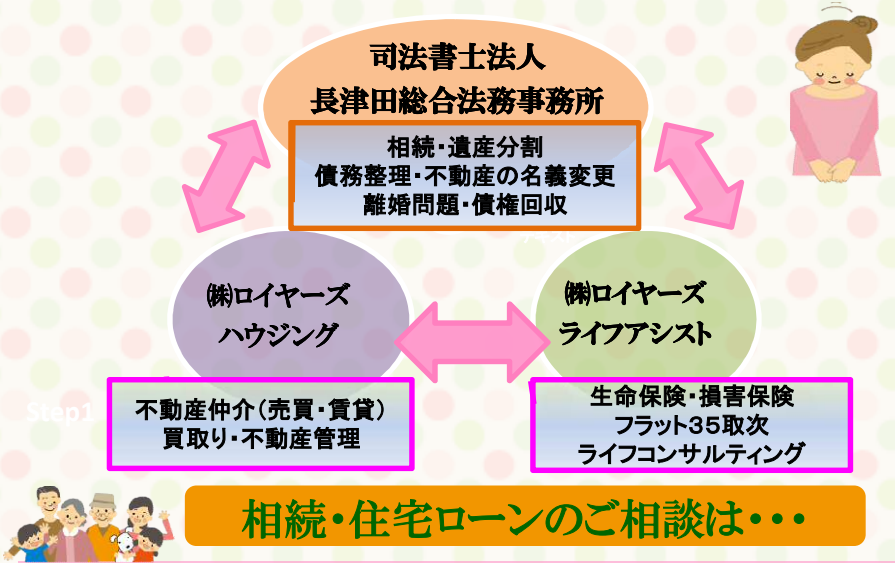 司法書士法人
長津田総合法務事務所
相続・遺産分割
債務整理・不動産の名義変更
離婚問題・債権回収
㈱ロイヤーズ
ハウジング
㈱ロイヤーズ
ライフアシスト
Step1
不動産仲介(売買・賃貸)
買取り・不動産管理
生命保険・損害保険
フラット35取次
ライフコンサルティング
相続・住宅ローンのご相談は・・・